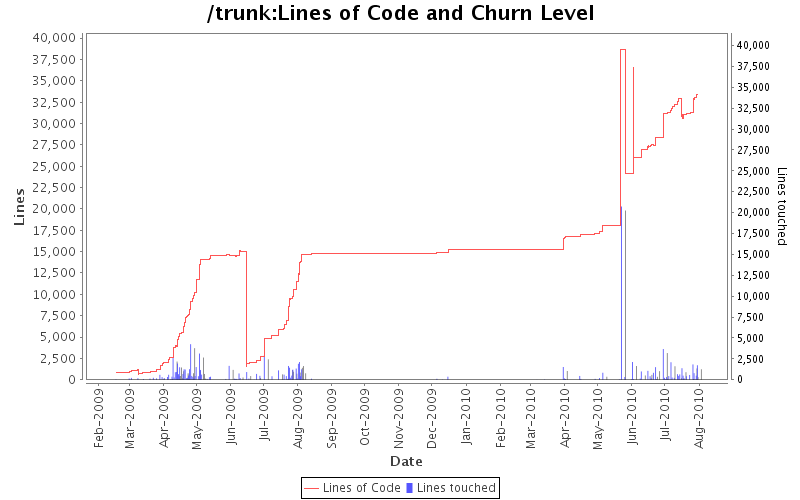 /trunk:Lines of Code and Churn Level
40,000
37,500
35,000
32,500
30,000
27,500
25,000
22,500
20,000
17,500
15,000
12,500
10,000
7,500
5,000
2,500
0
Lines
40,000
37,500
35,000
32,500
30,000
27,500
25,000
22,500
20,000
17,500
15,000
12,500
10,000
7,500
5,000
2,500
0
Lines touched
Feb-2009
Mar-2009
Apr-2009
May-2009
Jun-2009
Jul-2009
Aug-2009
Sep-2009
Oct-2009
Nov-2009
Dec-2009
Jan-2010
Feb-2010
Mar-2010
Apr-2010
May-2010
Jun-2010
Jul-2010
Aug-2010
Date
Lines of Code
Lines touched